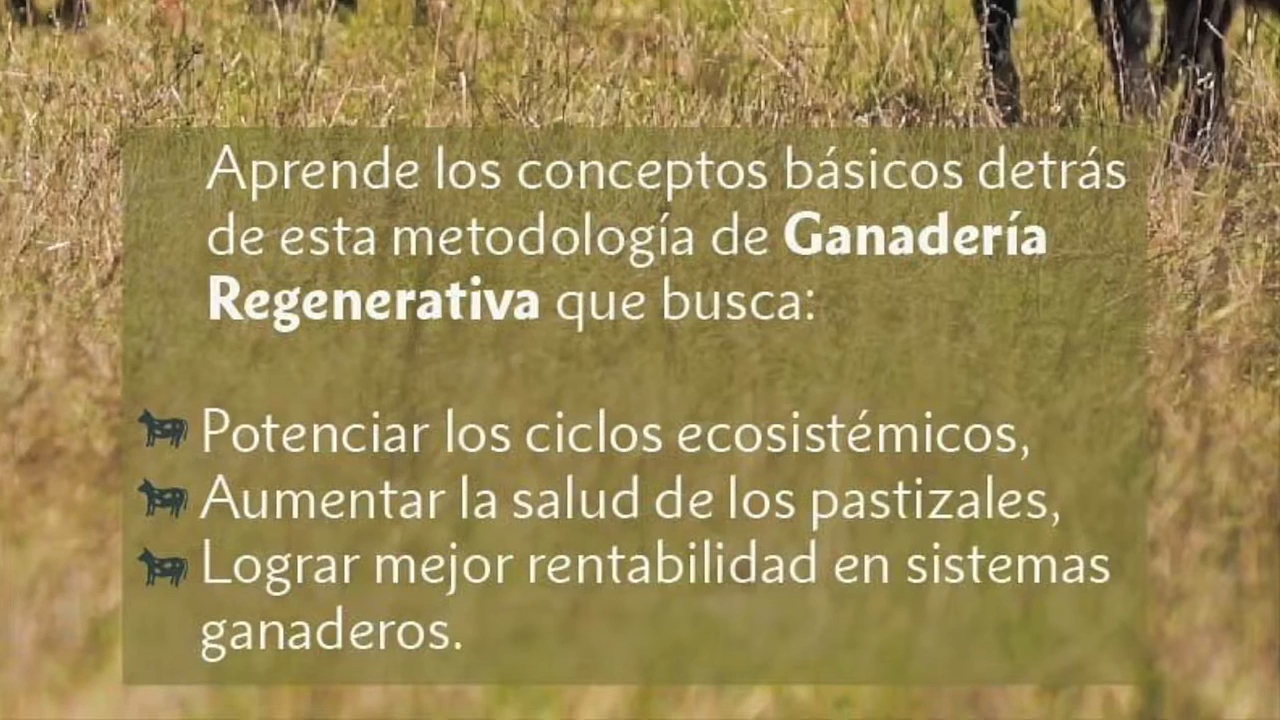 Aprende los conceptos básicos detrás
de esta metodología de Ganadería
Regenerativa que busca:
Potenciar los ciclos ecosistémicos,
Aumentar la salud de los pastizales,
Lograr mejor rentabilidad en sistemas
ganaderos.